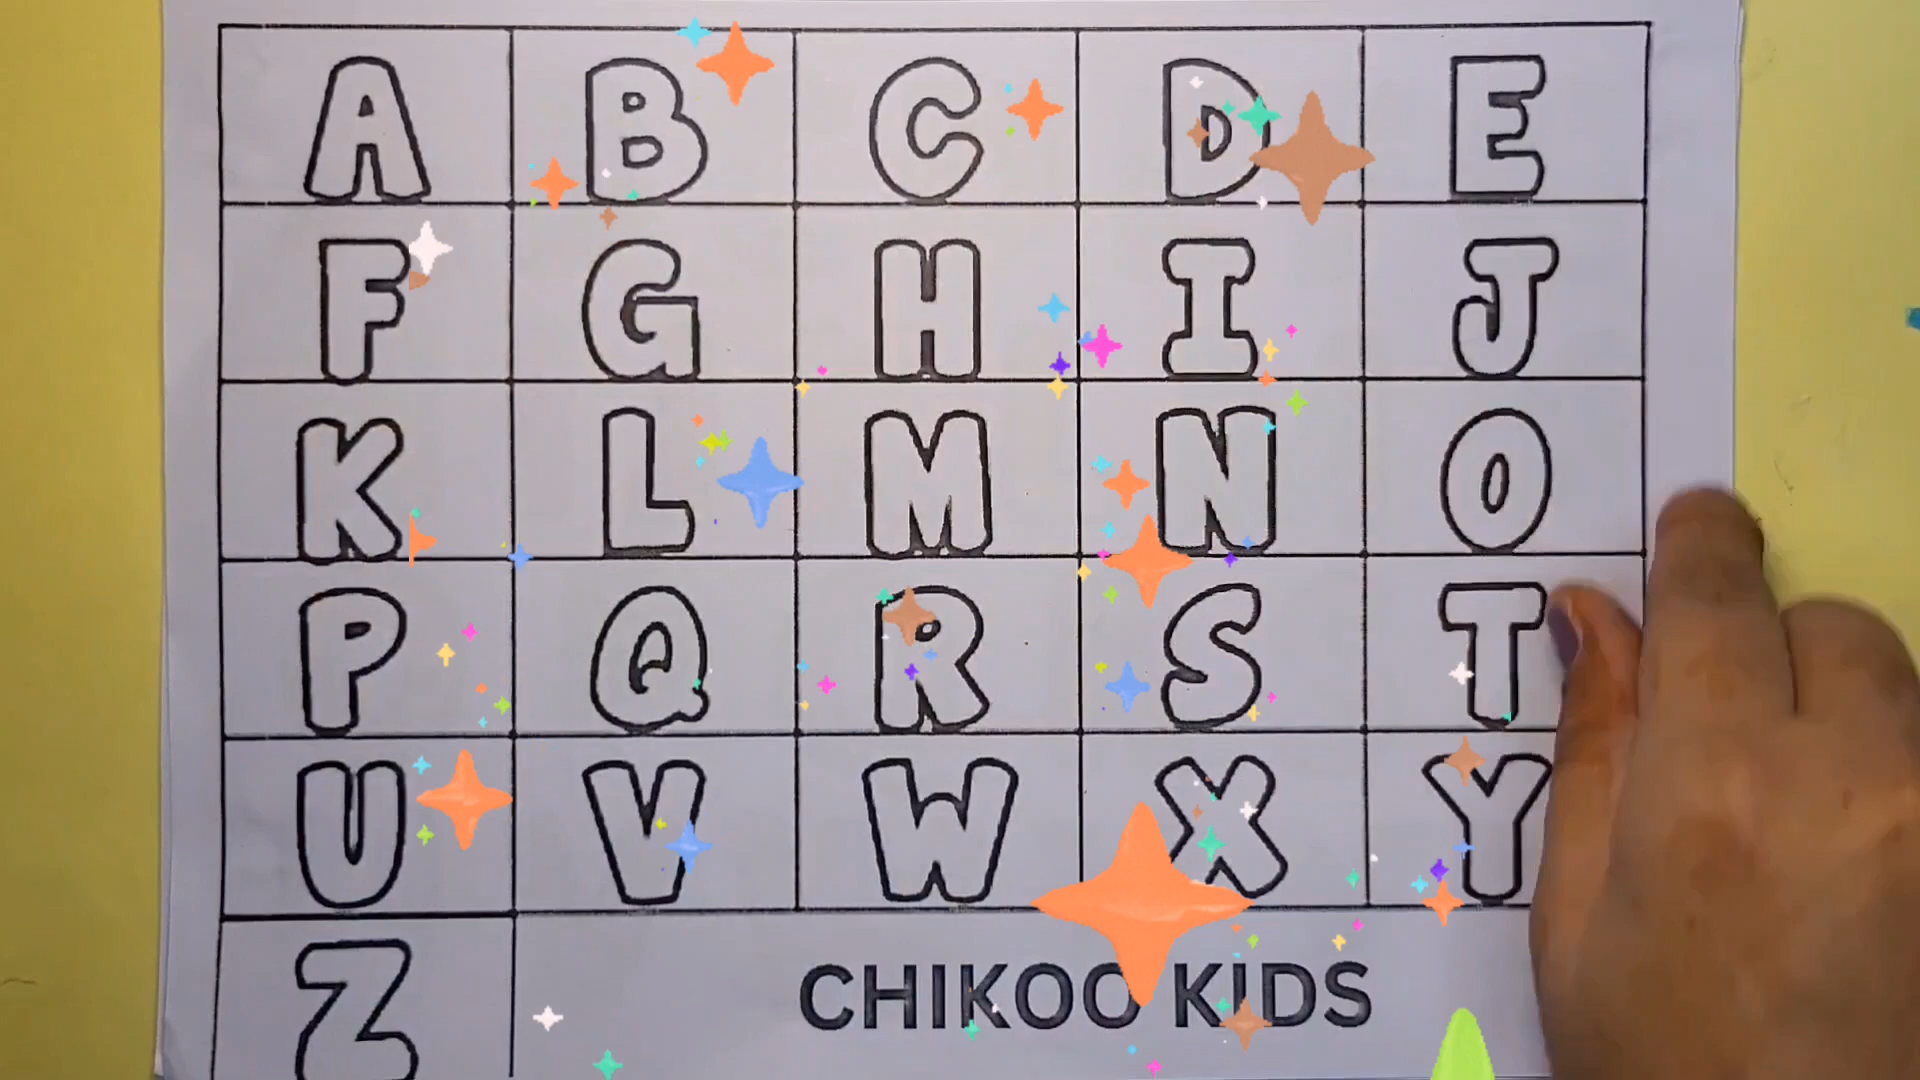 A B C D E
F G H I J
K L M N O
P Q R S T
U V W X Y
Z CHIKOO KIDS